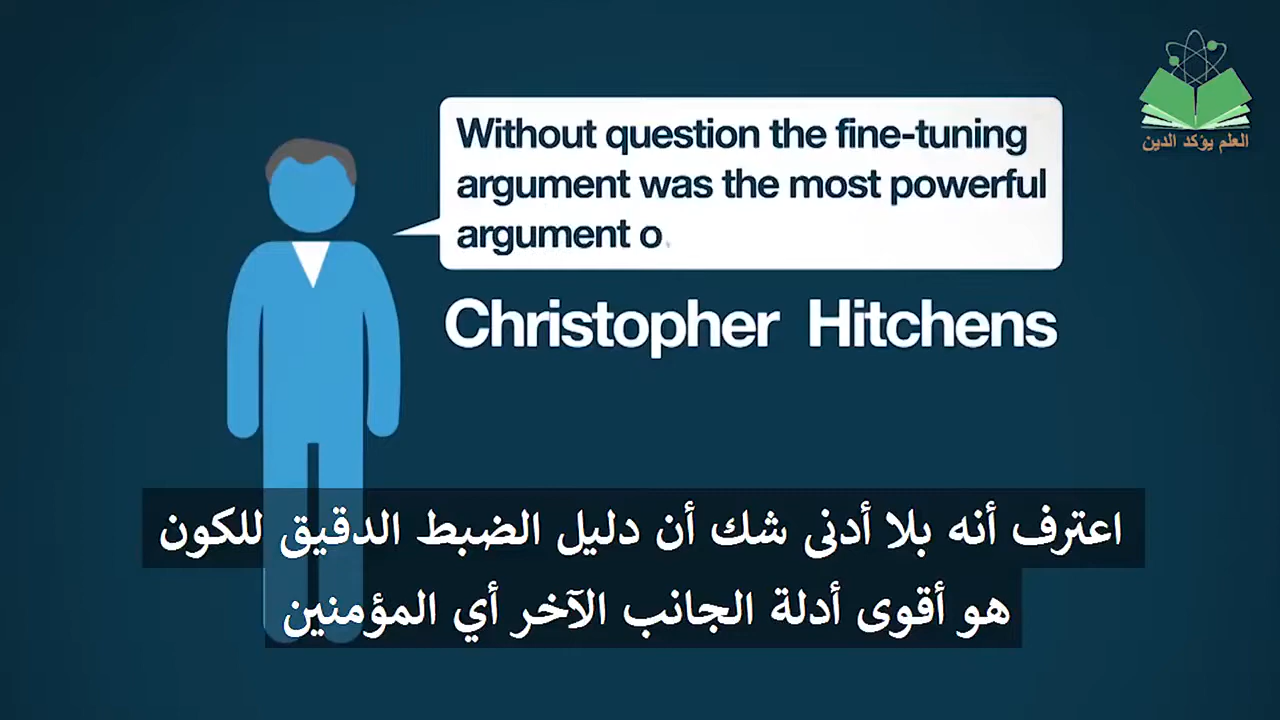 Without question the fine-tuning
argument was the most powerful
argument o
Christopher Hitchens
العلم يؤكد الدين
اعترف أنه بلا أدنى شك أن دليل الضبط الدقيق للكون
هو أقوى أدلة الجانب الآخر أي المؤمنين